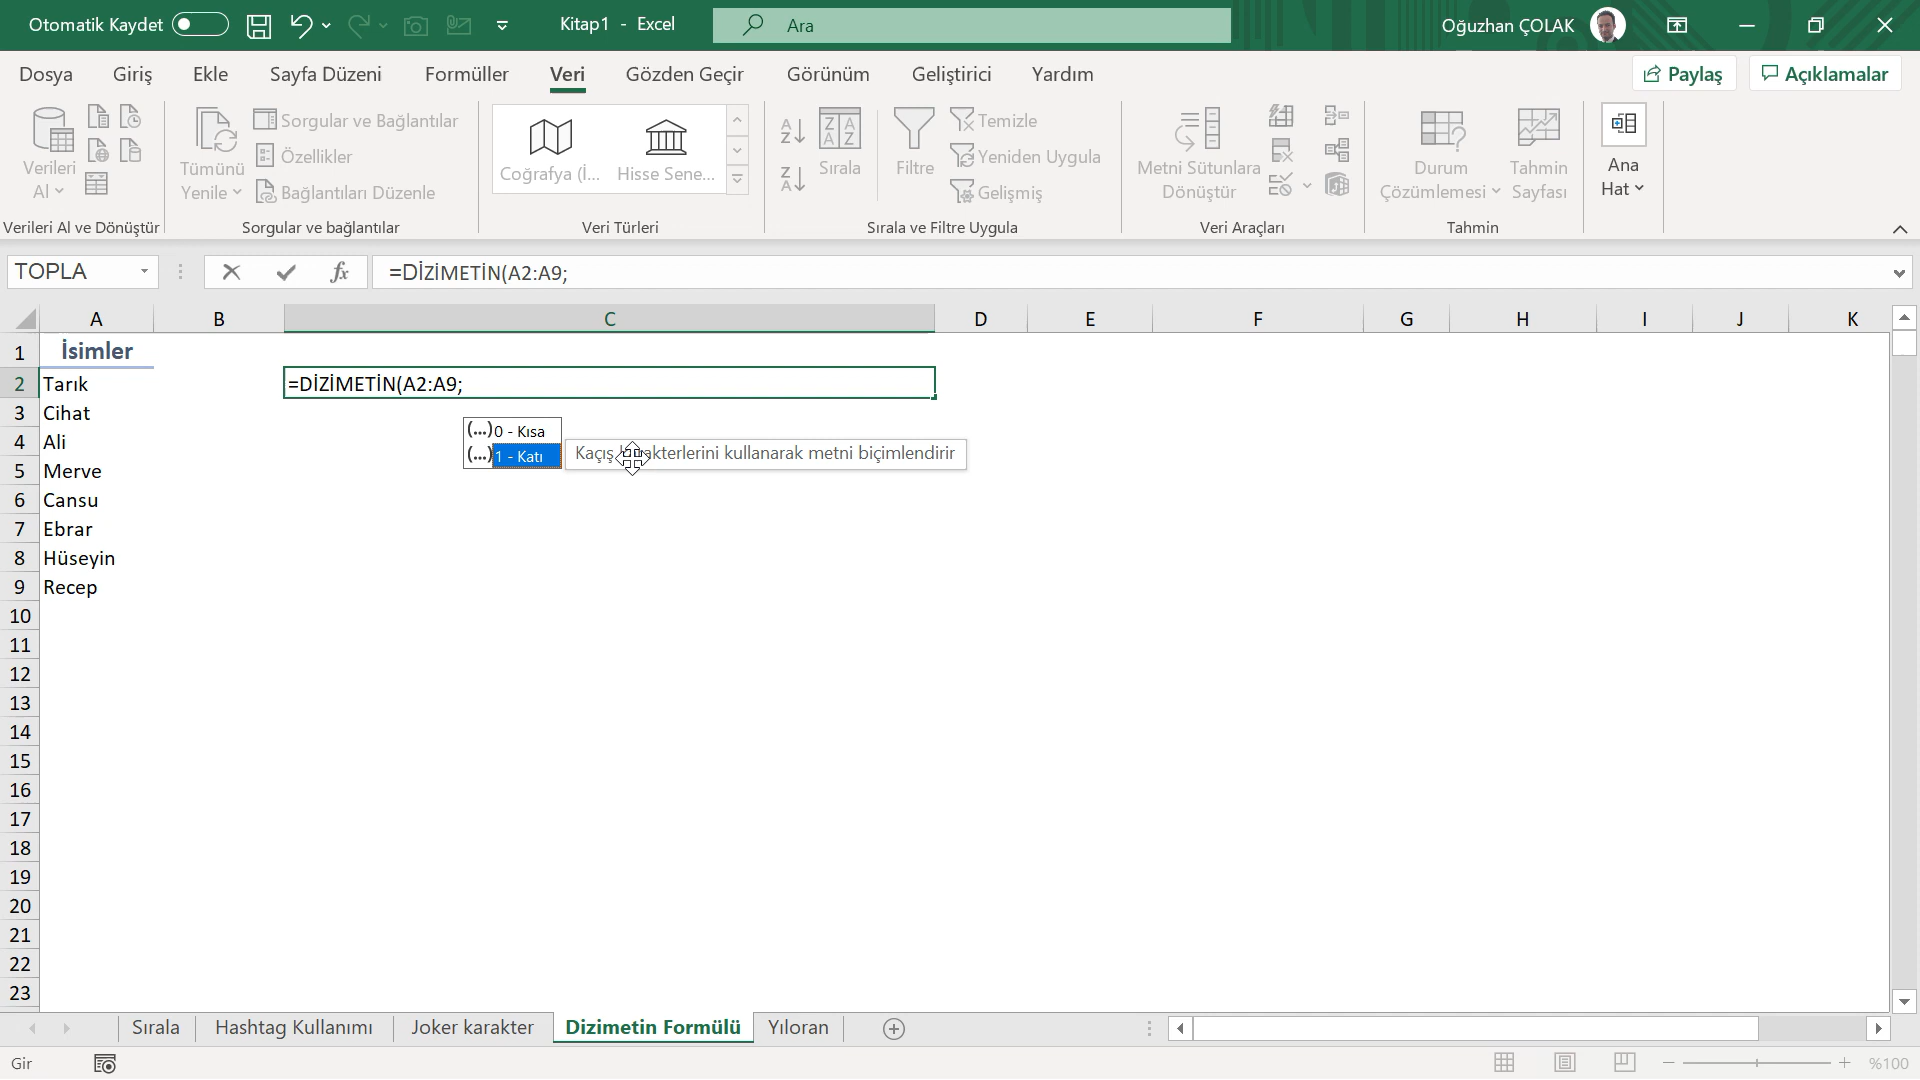 Otomatik Kaydet
Kitap1 - Excel
Ara
Oğuzhan ÇOLAK
Dosya Giriş Ekle Sayfa Düzeni Formüller Veri Gözden Geçir Görünüm Geliştirici Yardım
Paylaş Açıklamalar
Verileri Al
Verileri Al ve Dönüştür
Tümünü Yenile
Sorgular ve Bağlantılar
Özellikler
Bağlantıları Düzenle
Sorgular ve bağlantılar
Coğrafya (İ... Hisse Sene...
Veri Türleri
Sırala
Filtre
Temizle
Yeniden Uygula
Gelişmiş
Sırala ve Filtre Uygula
Metni Sütunlara
Dönüştür
Veri Araçları
Durum
Çözümlemesi
Tahmin
Sayfası
Tahmin
Ana
Hat
TOPLA
fx
=DİZİMETİN(A2:A9;
A B C D E F G H I J K
1 İsimler
2 Tarık =DİZİMETİN(A2:A9;
3 Cihat
(...) 0 - Kısa
4 Ali
(...) 1 - Katı
Kaçış karakterlerini kullanarak metni biçimlendirir
5 Merve
6 Cansu
7 Ebrar
8 Hüseyin
9 Recep
10
11
12
13
14
15
16
17
18
19
20
21
22
23
Sırala Hashtag Kullanımı Joker karakter Dizimetin Formülü Yıloran
Gir
%100